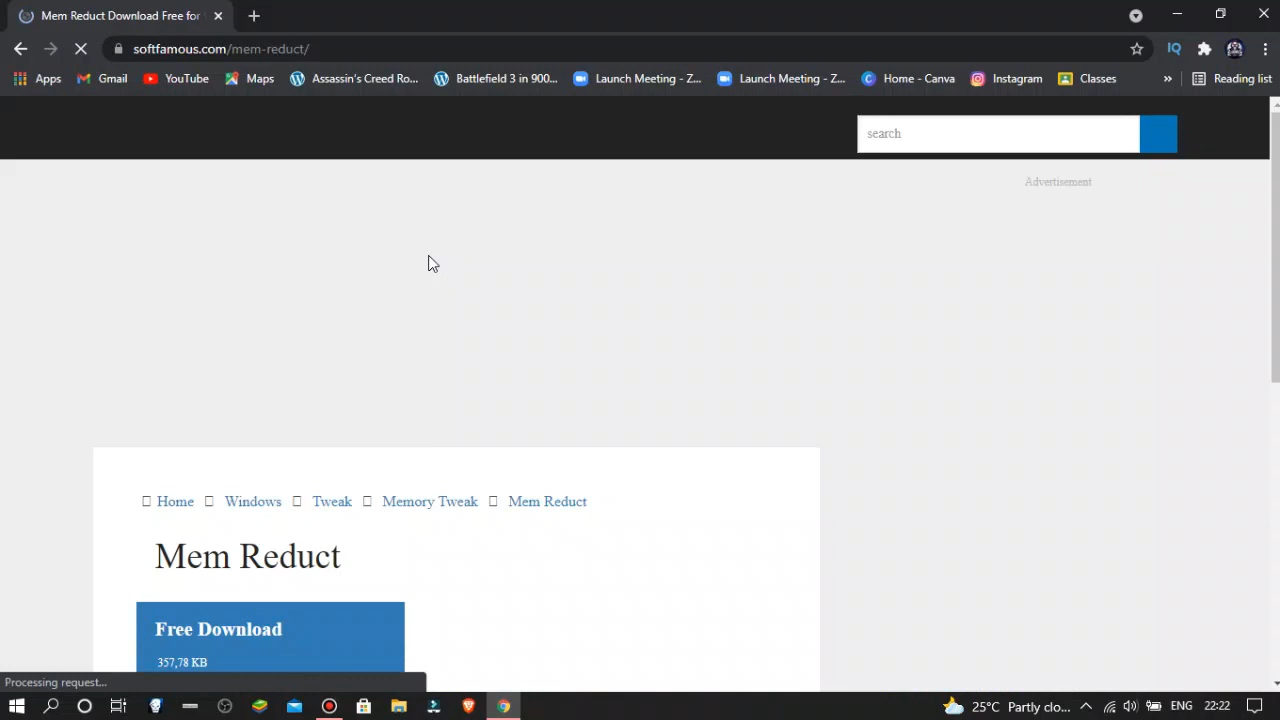 Mem Reduct Download Free for
softfamous.com/mem-reduct/
IQ
Apps Gmail YouTube Maps Assassin's Creed Ro... Battlefield 3 in 900... Launch Meeting - Z... Launch Meeting - Z... Home - Canva Instagram Classes » Reading list
search
Advertisement
Home Windows Tweak Memory Tweak Mem Reduct
Mem Reduct
Free Download
357,78 KB
Processing request...
25°C Partly clo... ENG 22:22